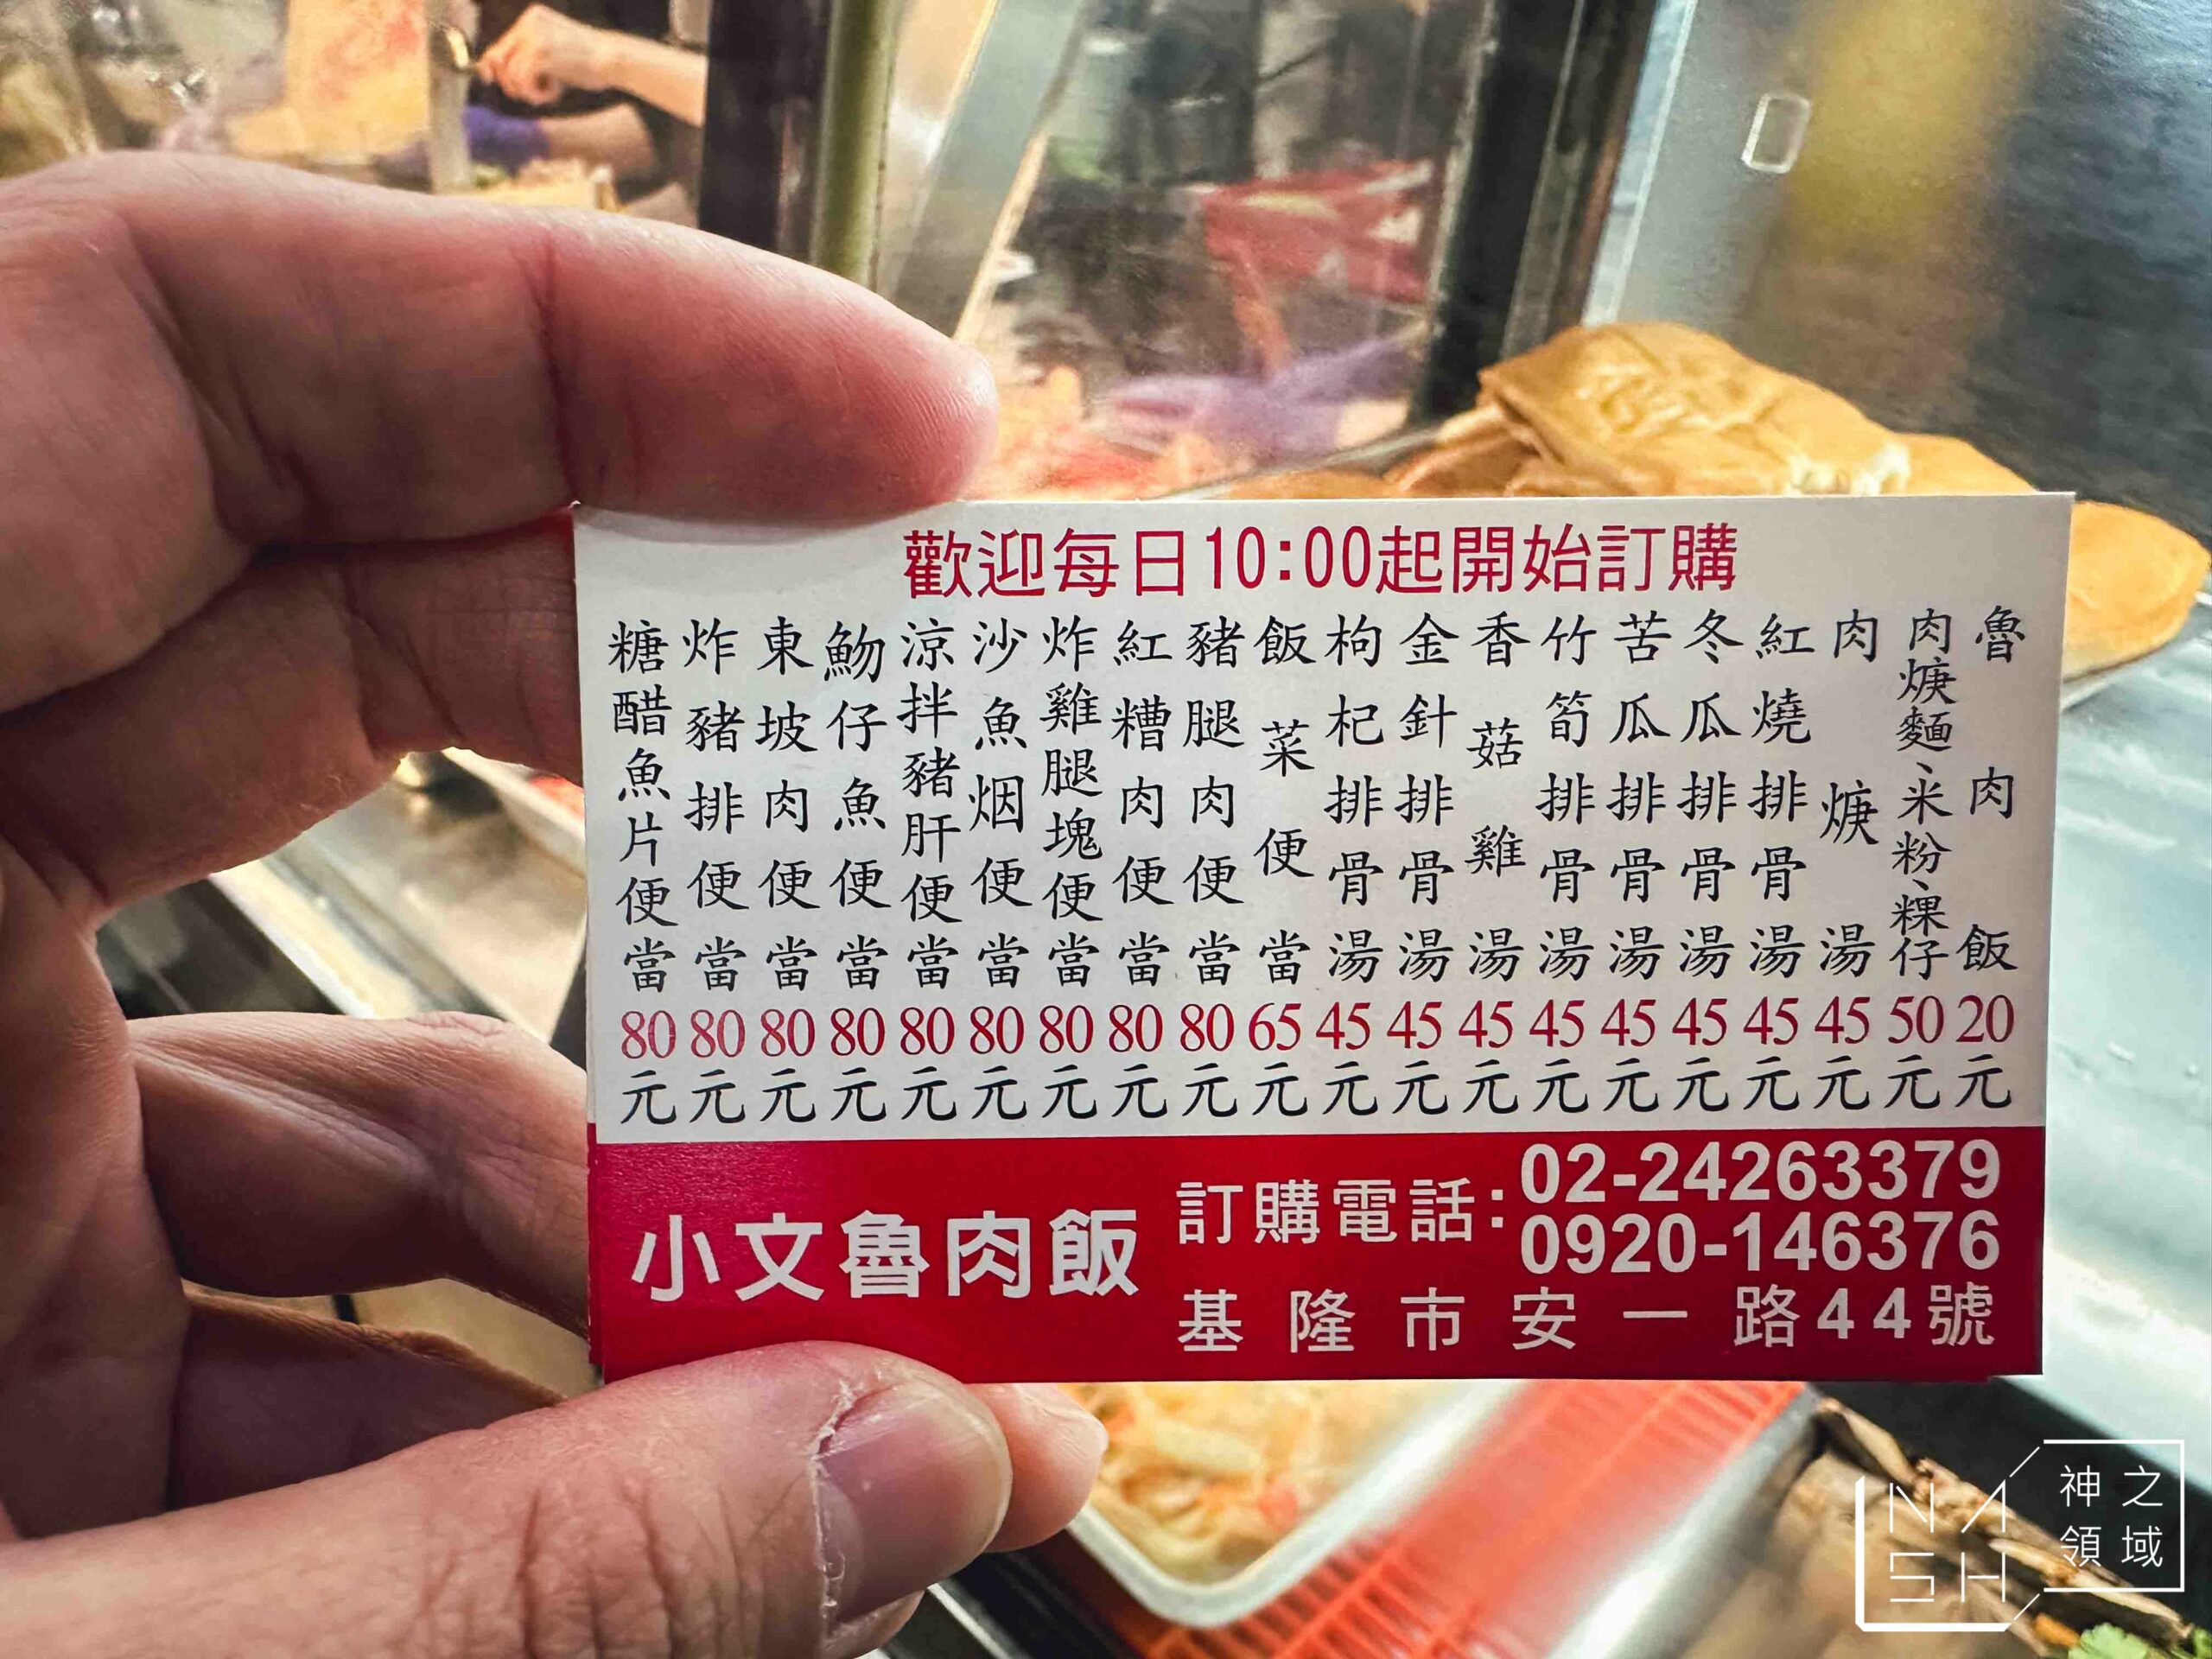 歡迎每日10:00起開始訂購
魯肉飯20元
肉焿麵、米粉、粿仔50元
肉焿湯45元
紅燒排骨湯45元
冬瓜排骨湯45元
苦瓜排骨湯45元
竹筍排骨湯45元
香菇雞湯45元
金針排骨湯45元
枸杞排骨湯45元
飯菜便當65元
豬腿肉便當80元
紅糟肉便當80元
炸雞腿塊便當80元
沙魚烟便當80元
涼拌豬肝便當80元
魩仔魚便當80元
東坡肉便當80元
炸豬排便當80元
糖醋魚片便當80元
小文魯肉飯
訂購電話:02-24263379
0920-146376
基隆市安一路44號
NASH
神之
領域